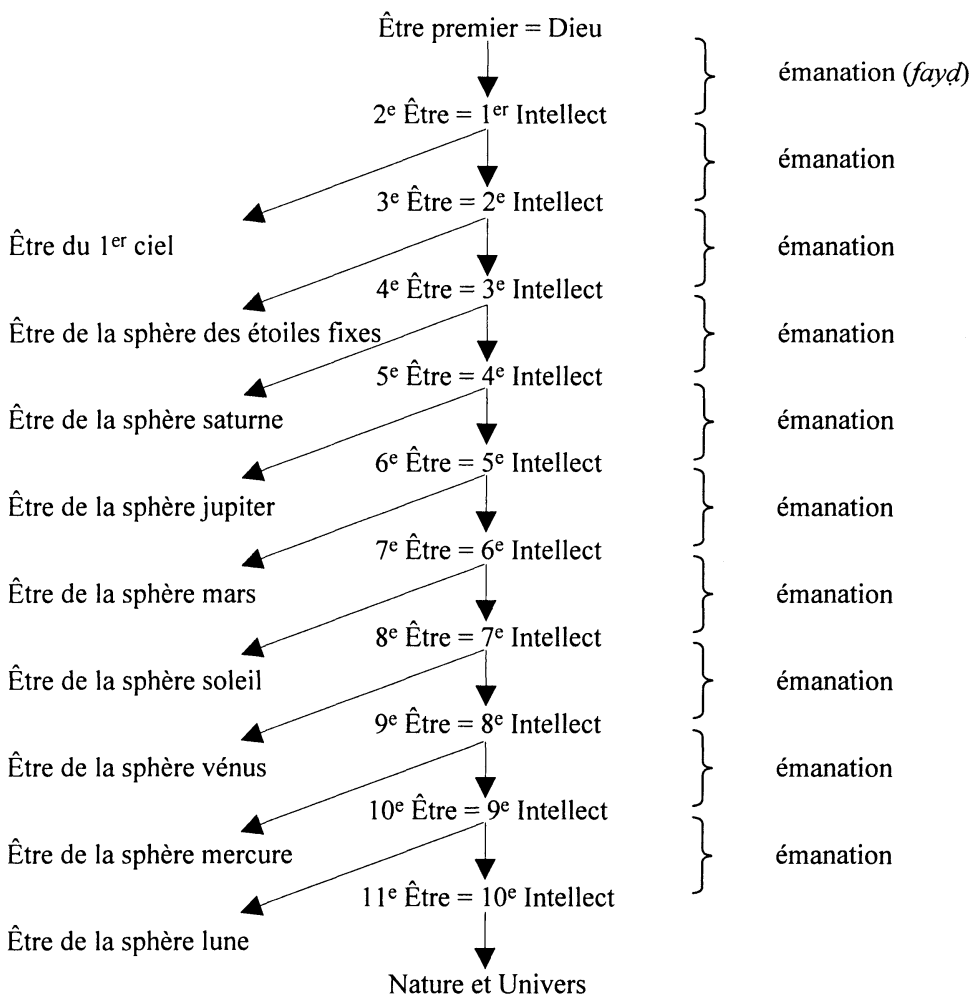 Être premier = Dieu
émanation (fayḍ)
2e Être = 1er Intellect
émanation
3e Être = 2e Intellect
Être du 1er ciel
émanation
4e Être = 3e Intellect
Être de la sphère des étoiles fixes
émanation
5e Être = 4e Intellect
Être de la sphère saturne
émanation
6e Être = 5e Intellect
Être de la sphère jupiter
émanation
7e Être = 6e Intellect
Être de la sphère mars
émanation
8e Être = 7e Intellect
Être de la sphère soleil
émanation
9e Être = 8e Intellect
Être de la sphère vénus
émanation
10e Être = 9e Intellect
Être de la sphère mercure
émanation
11e Être = 10e Intellect
Être de la sphère lune
Nature et Univers